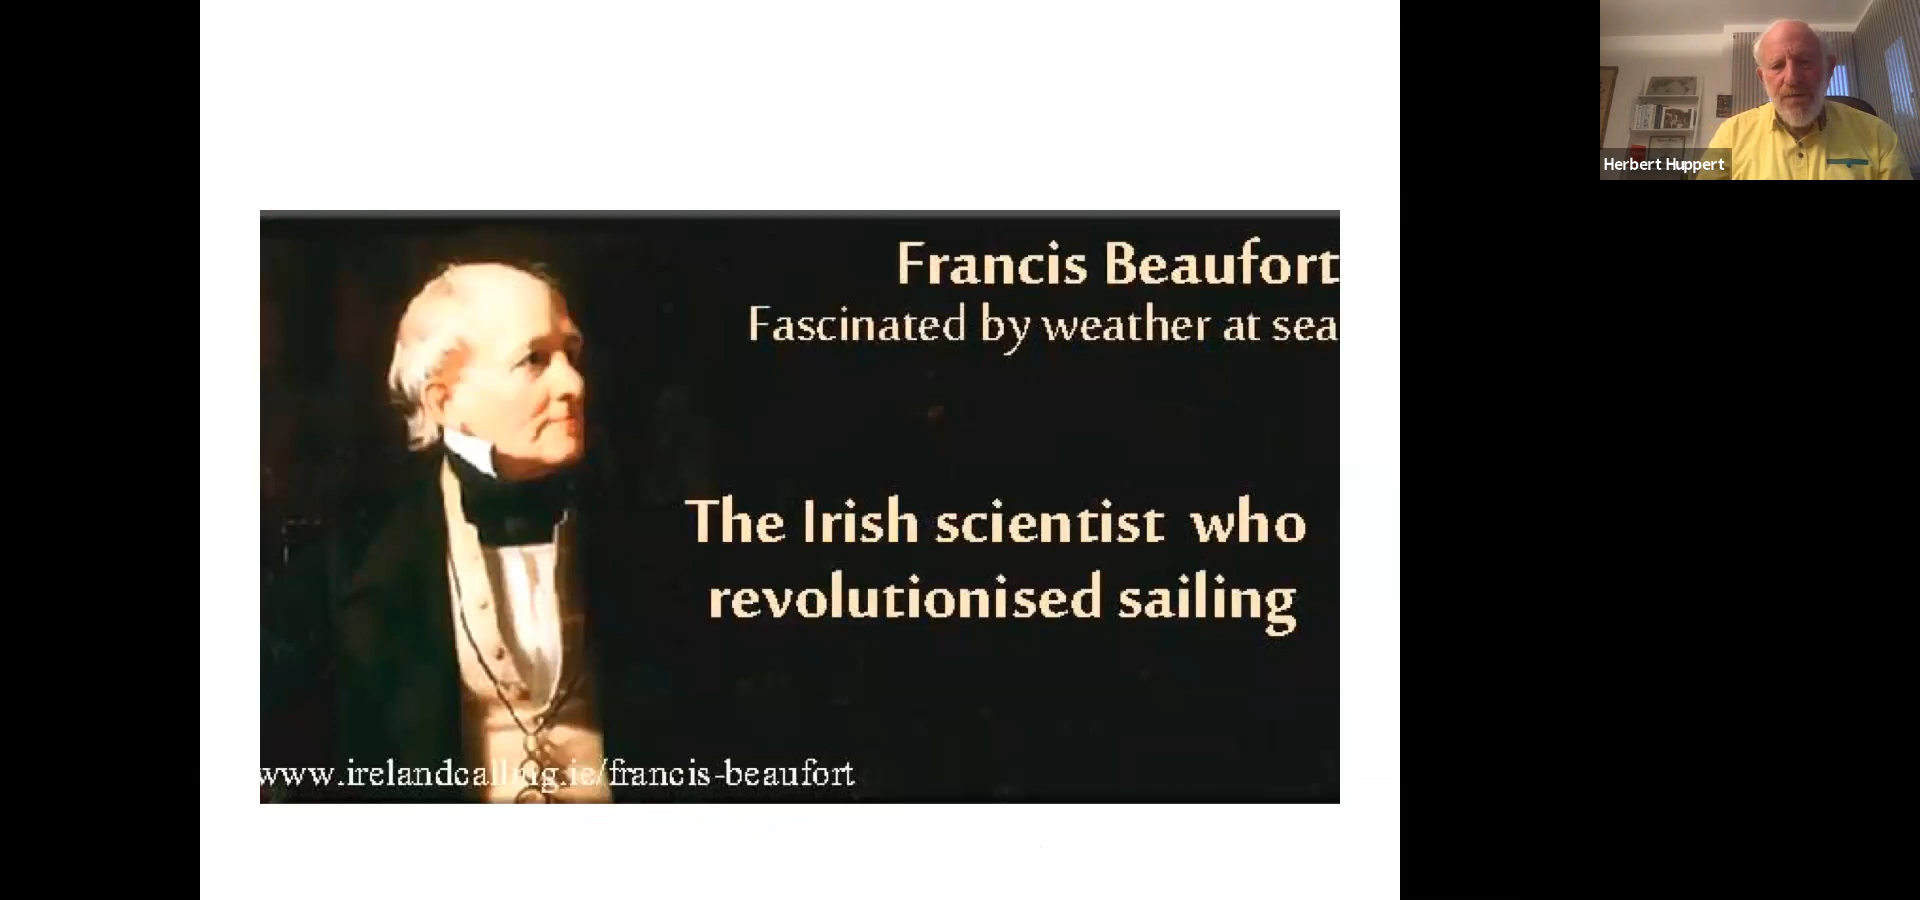 Francis Beaufort
Fascinated by weather at sea
The Irish scientist who
revolutionised sailing
www.irelandcalling.ie/francis-beaufort
Herbert Huppert